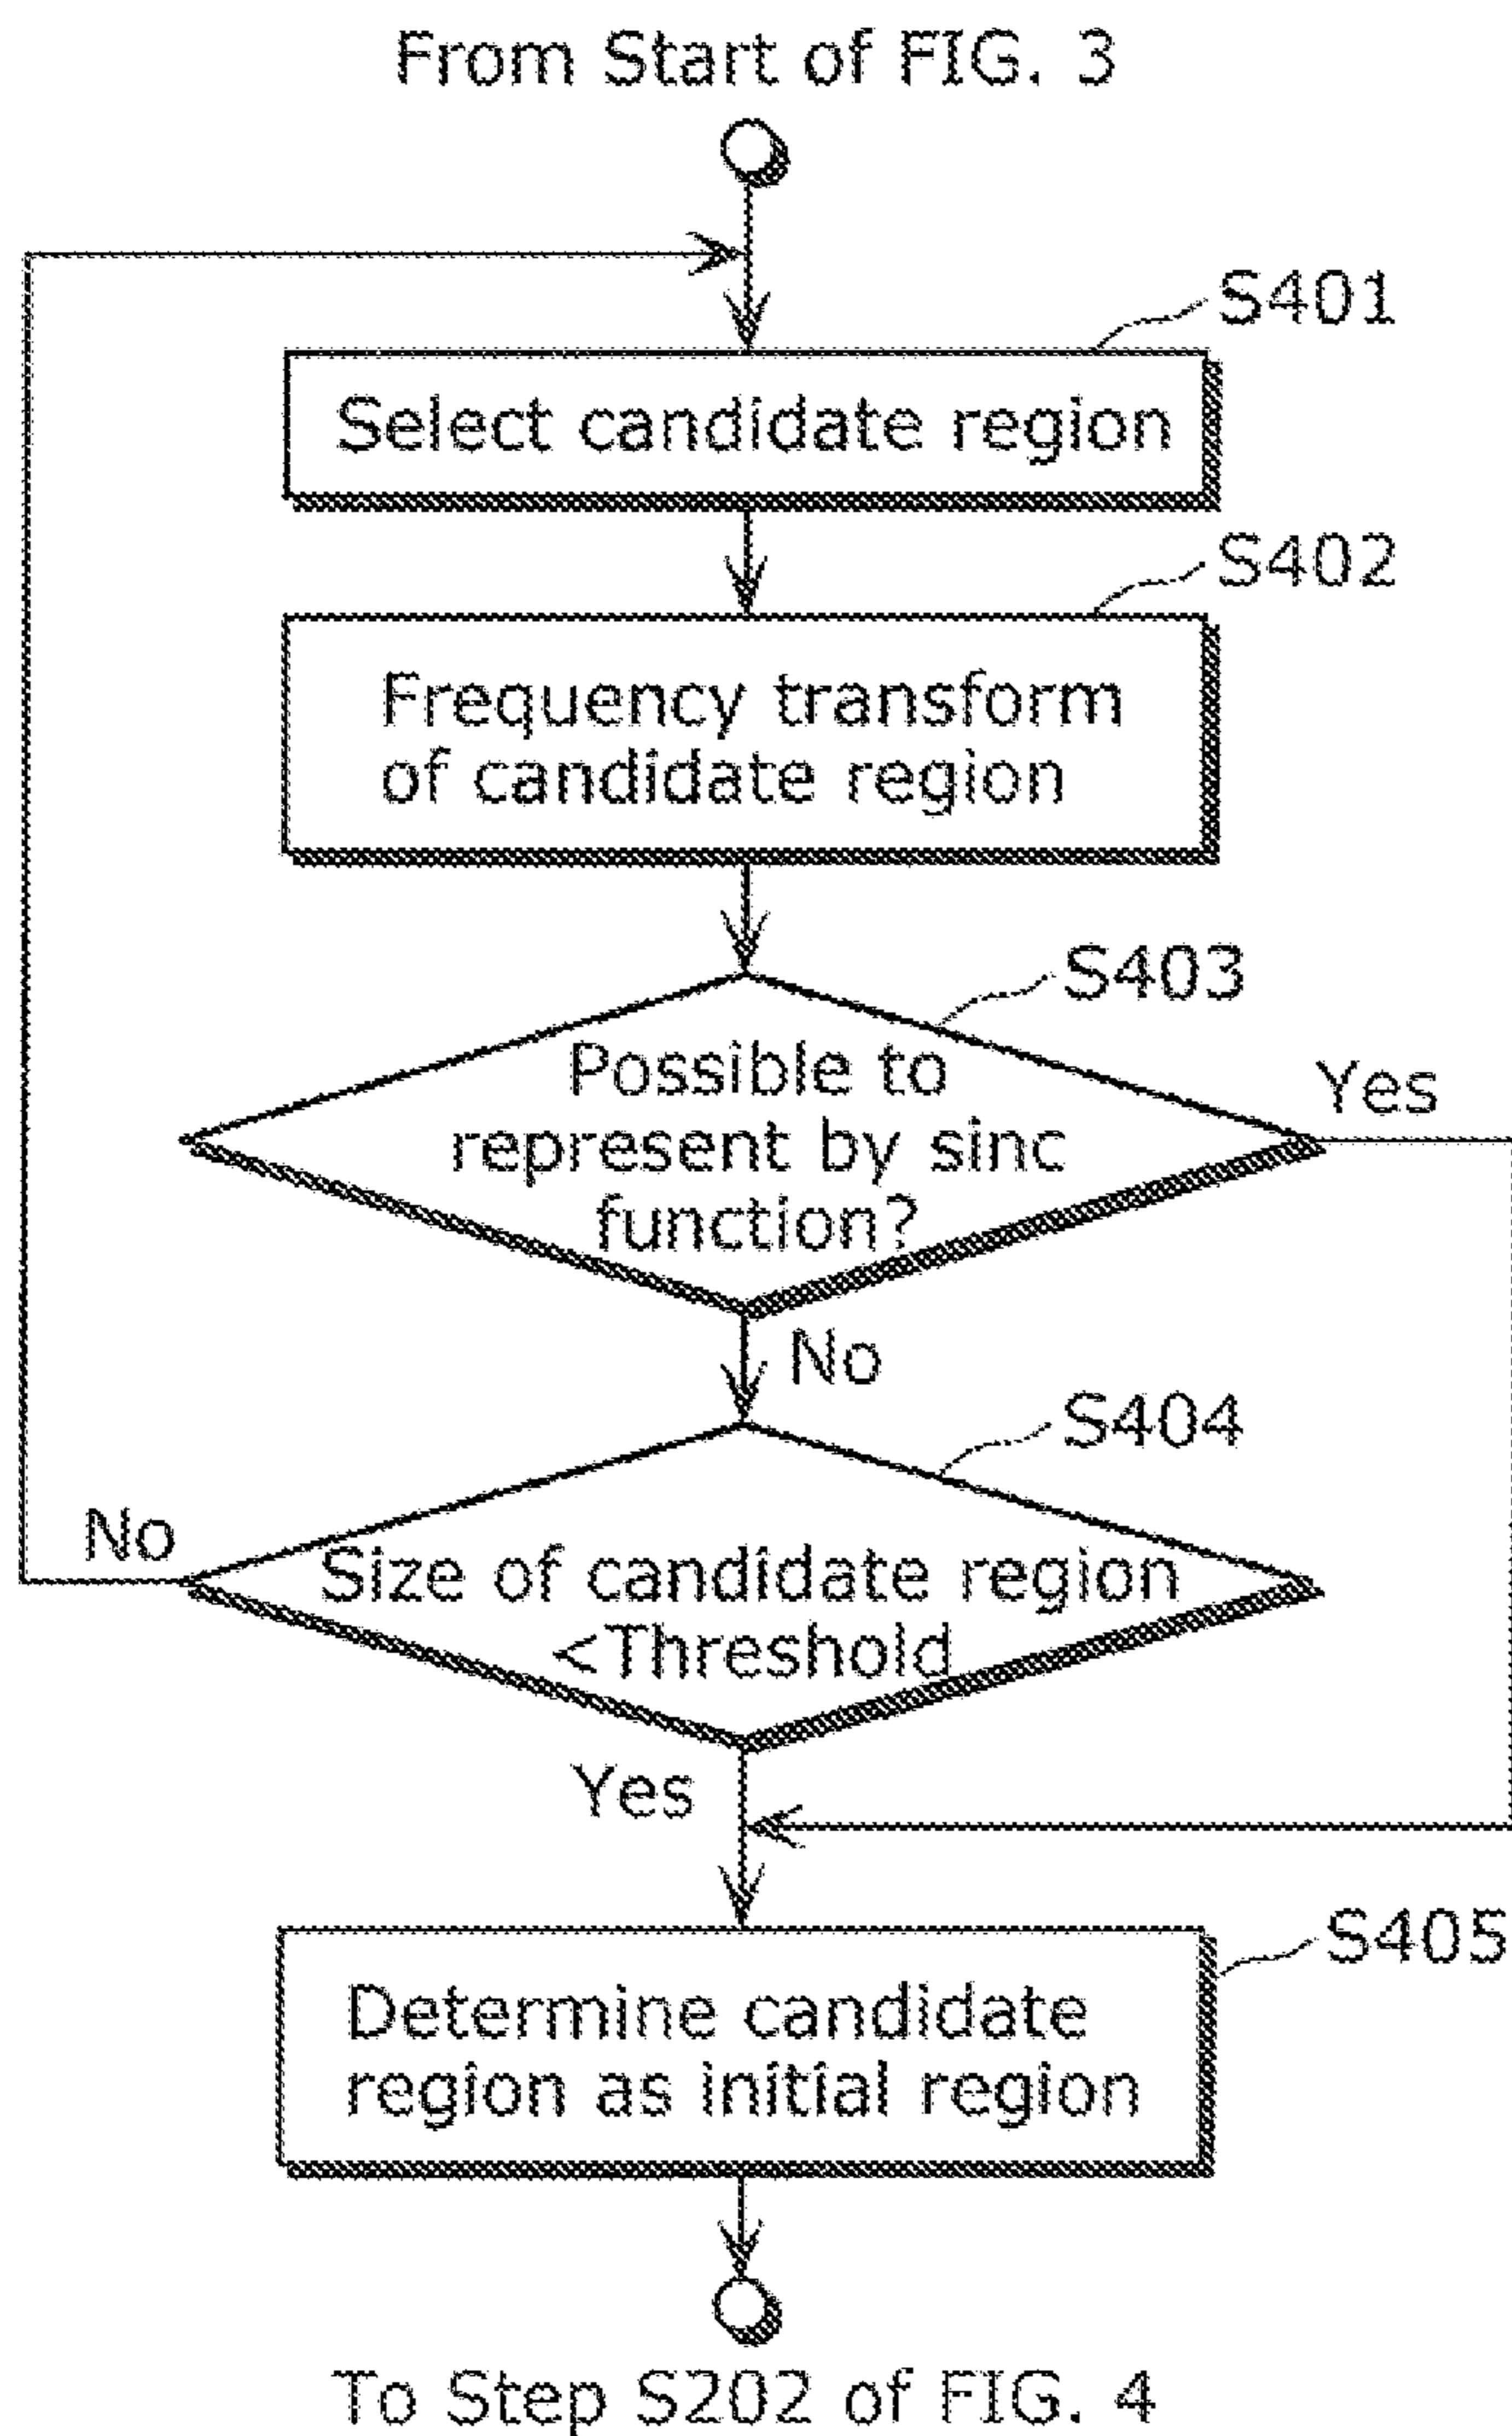 From Start of FIG. 3
S401
Select candidate region
S402
Frequency transform
of candidate region
S403
Possible to
represent by sinc
function?
Yes
No
S404
Size of candidate region
<Threshold
No
Yes
S405
Determine candidate
region as initial region
To Step S202 of FIG. 4